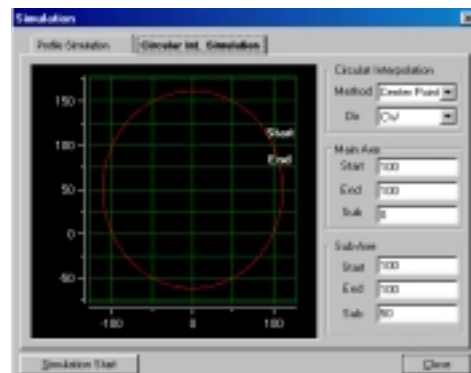 Simulation
Profile Simulation
Circular Int. Simulation
150
100
50
0
-50
-100
0
100
Start
End
Circular Interpolation
Method Center Point
Dir CW
Main Axe
Start 100
End 100
Sub 0
Sub-Axe
Start 100
End 100
Sub 50
Simulation Start
Close